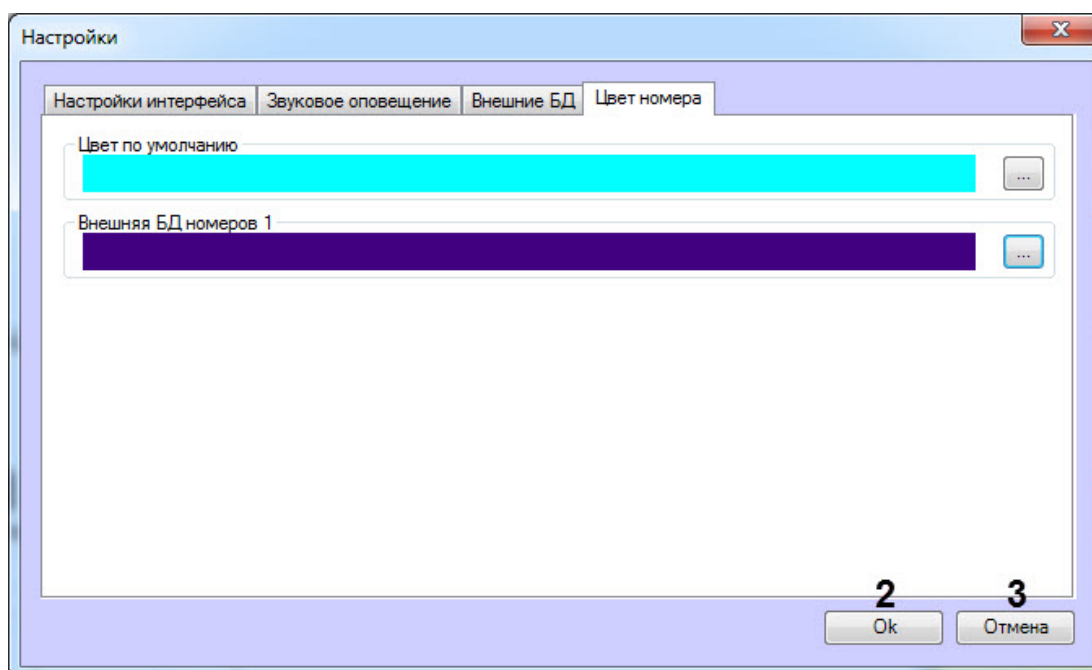 Настройки
Настройки интерфейса Звуковое оповещение Внешние БД Цвет номера
Цвет по умолчанию
...
Внешняя БД номеров 1
...
2 3
Ok Отмена